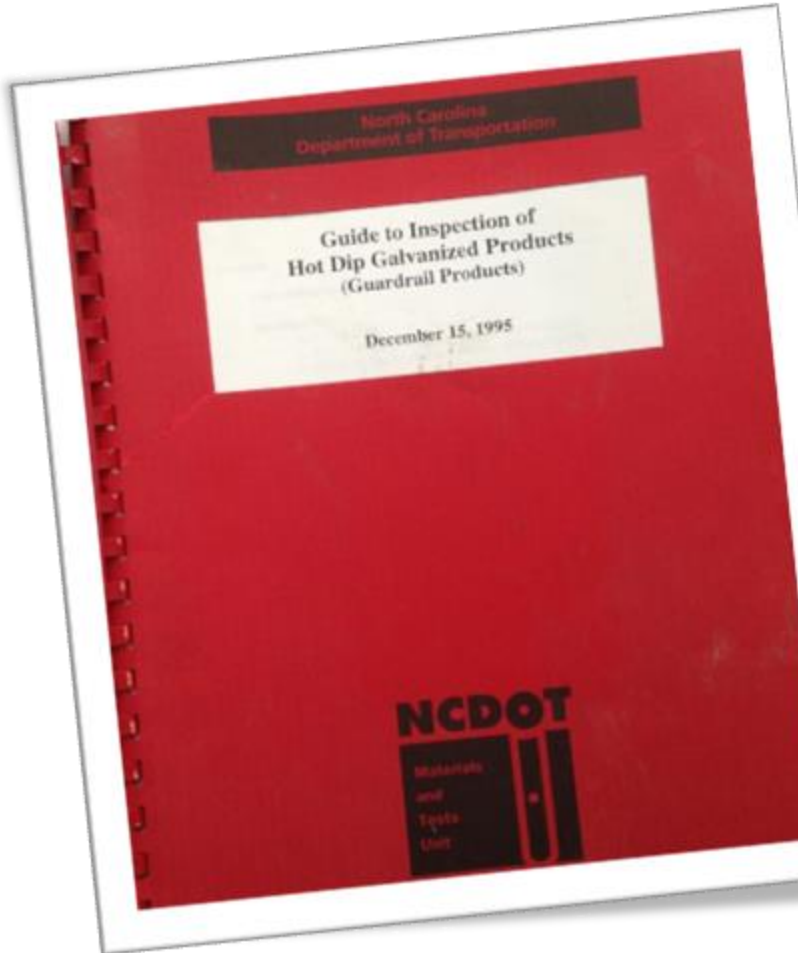 North Carolina
Department of Transportation
Guide to Inspection of
Hot Dip Galvanized Products
(Guardrail Products)
December 15, 1995
NCDOT
Materials
and
Tests
Unit